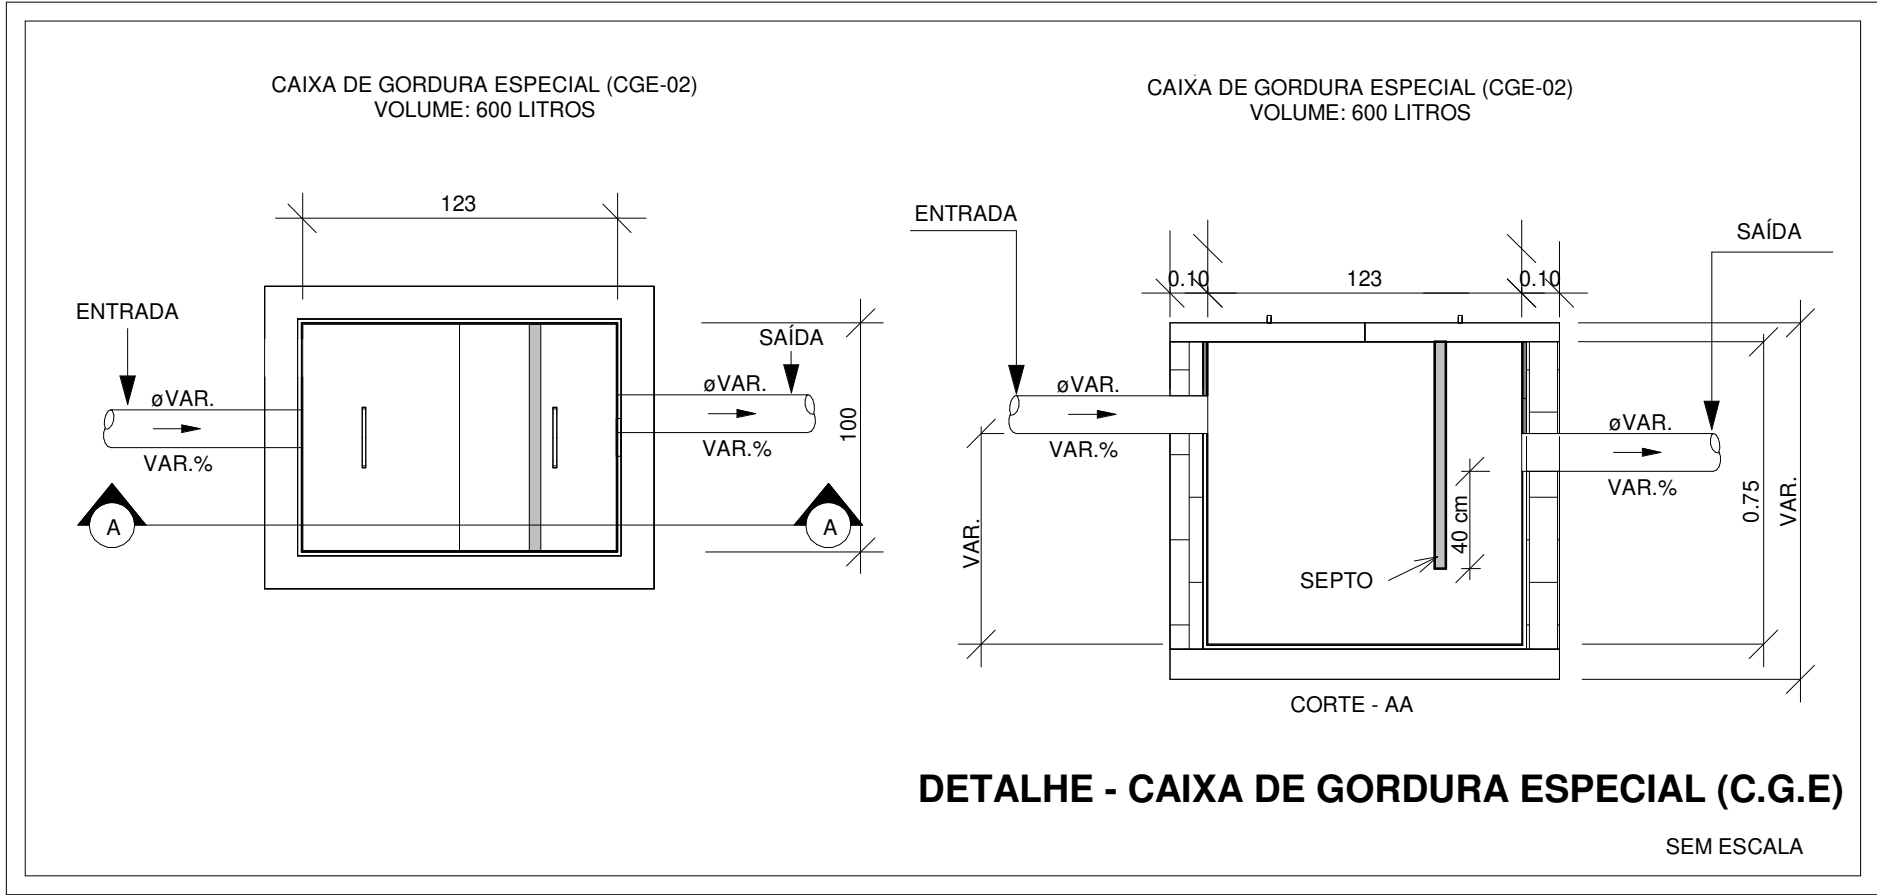 CAIXA DE GORDURA ESPECIAL (CGE-02)
VOLUME: 600 LITROS
123
ENTRADA
SAÍDA
øVAR.
VAR.%
øVAR.
VAR.%
100
A
A
CAIXA DE GORDURA ESPECIAL (CGE-02)
VOLUME: 600 LITROS
ENTRADA
SAÍDA
0.10
123
0.10
øVAR.
VAR.%
øVAR.
VAR.%
VAR.
40 cm
0.75
VAR.
SEPTO
CORTE - AA
DETALHE - CAIXA DE GORDURA ESPECIAL (C.G.E)
SEM ESCALA